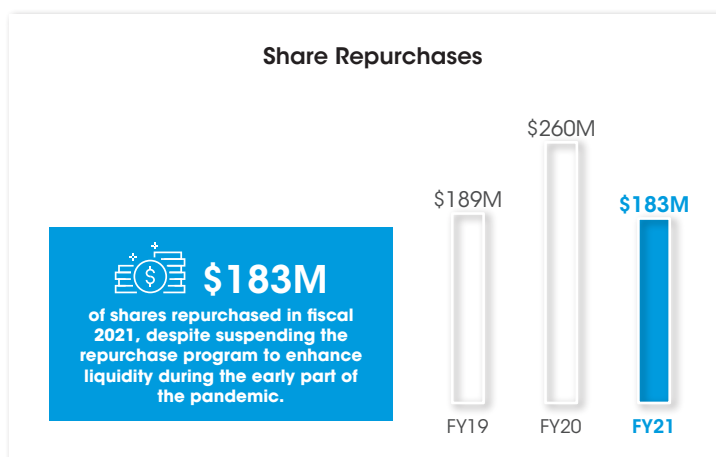 Share Repurchases
$260M
$189M
$183M
$183M
of shares repurchased in fiscal
2021, despite suspending the
repurchase program to enhance
liquidity during the early part of
the pandemic.
FY19 FY20 FY21